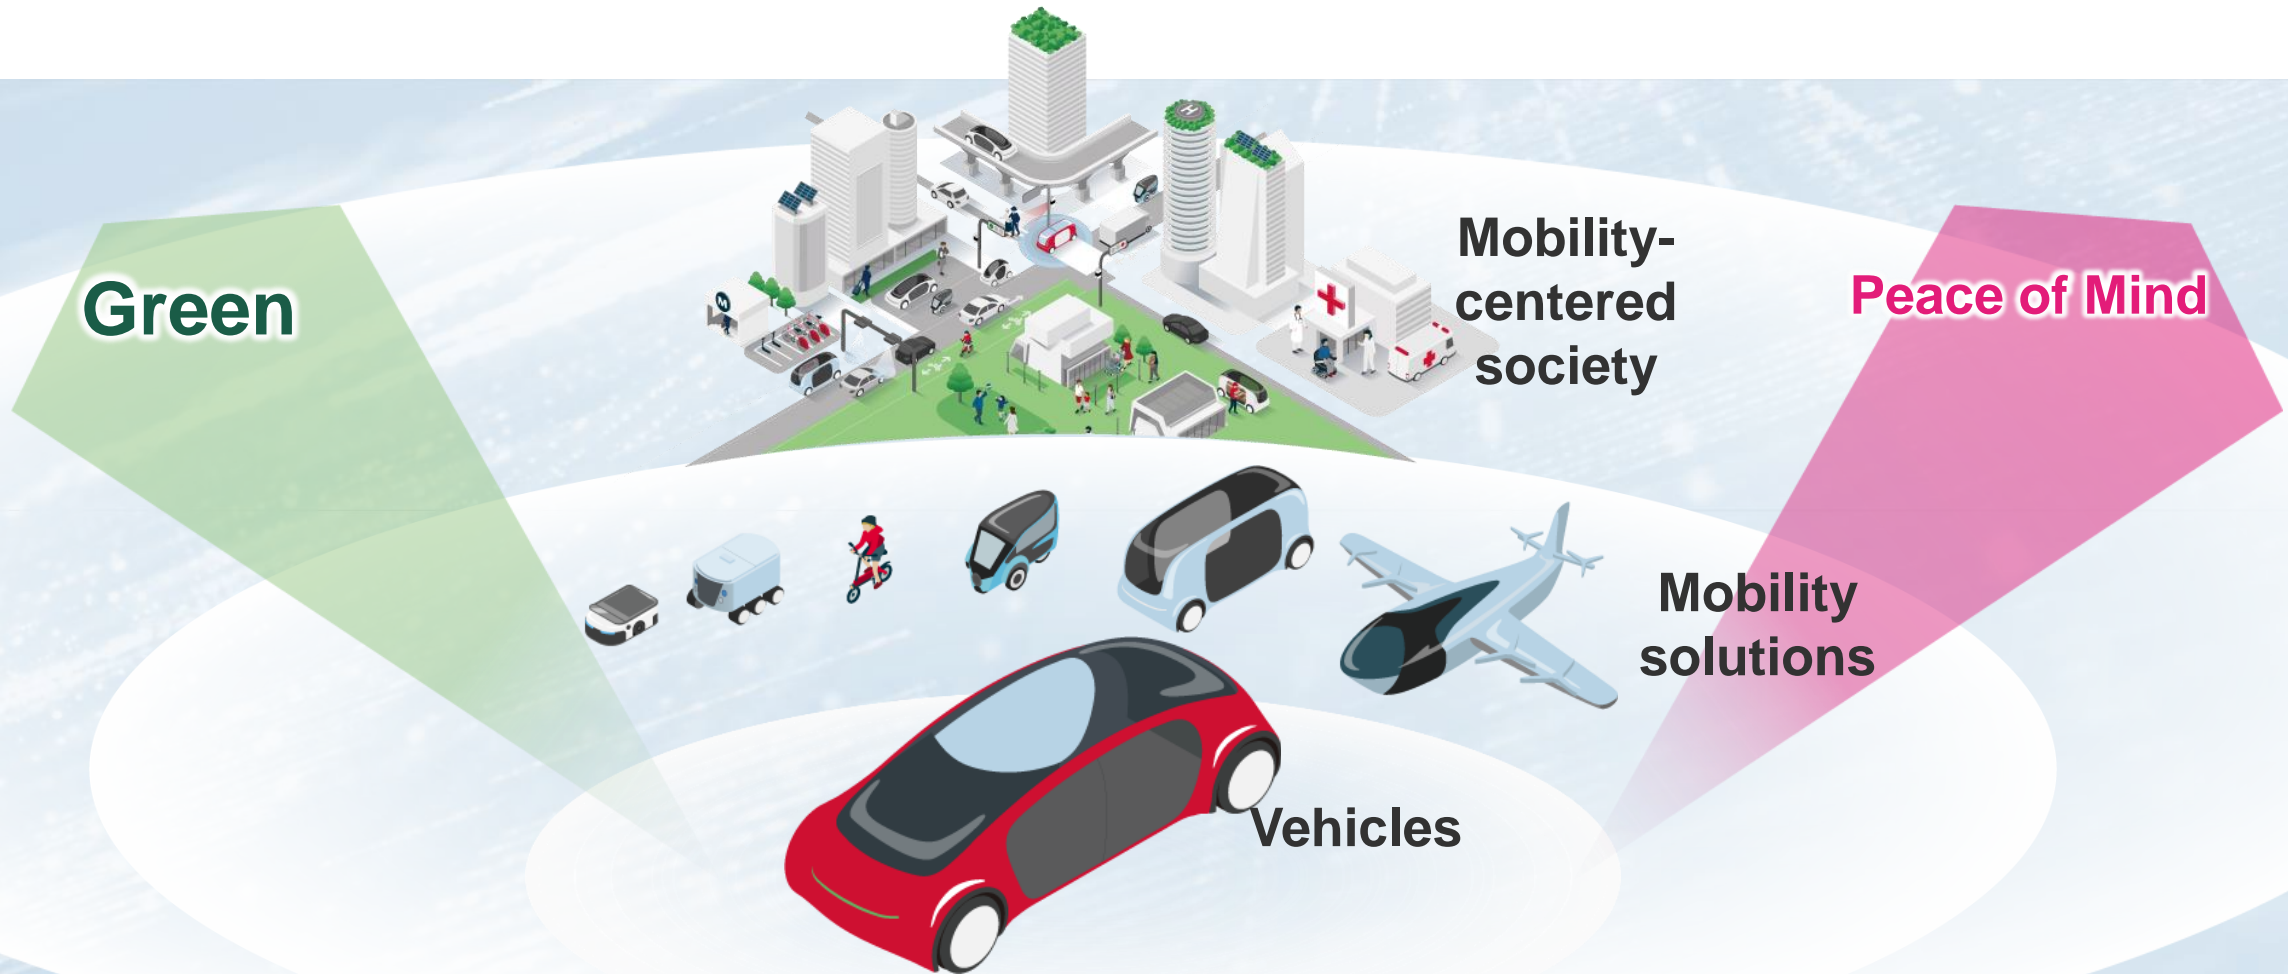 H
Mobility-
centered
society
Green
Peace of Mind
M
Mobility
solutions
Vehicles